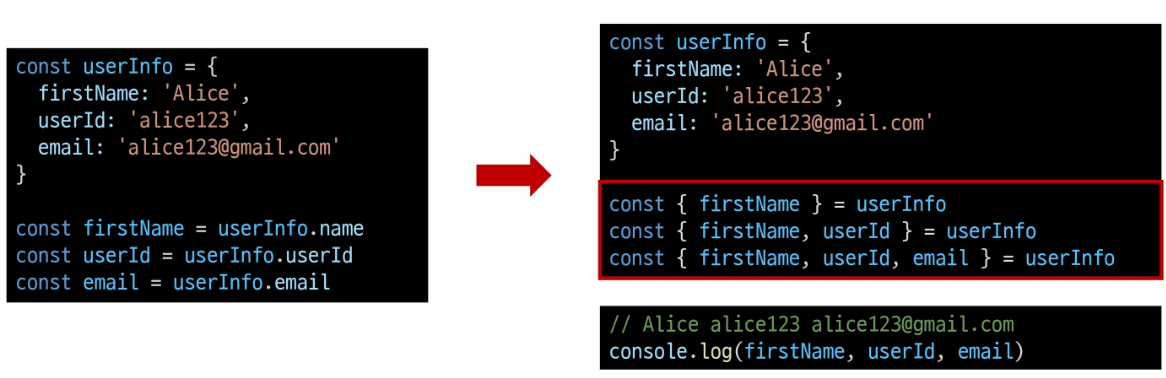 const userInfo = {
  firstName: 'Alice',
  userId: 'alice123',
  email: 'alice123@gmail.com'
}
const firstName = userInfo.name
const userId = userInfo.userId
const email = userInfo.email
const userInfo = {
  firstName: 'Alice',
  userId: 'alice123',
  email: 'alice123@gmail.com'
}
const { firstName } = userInfo
const { firstName, userId } = userInfo
const { firstName, userId, email } = userInfo
// Alice alice123 alice123@gmail.com
console.log(firstName, userId, email)